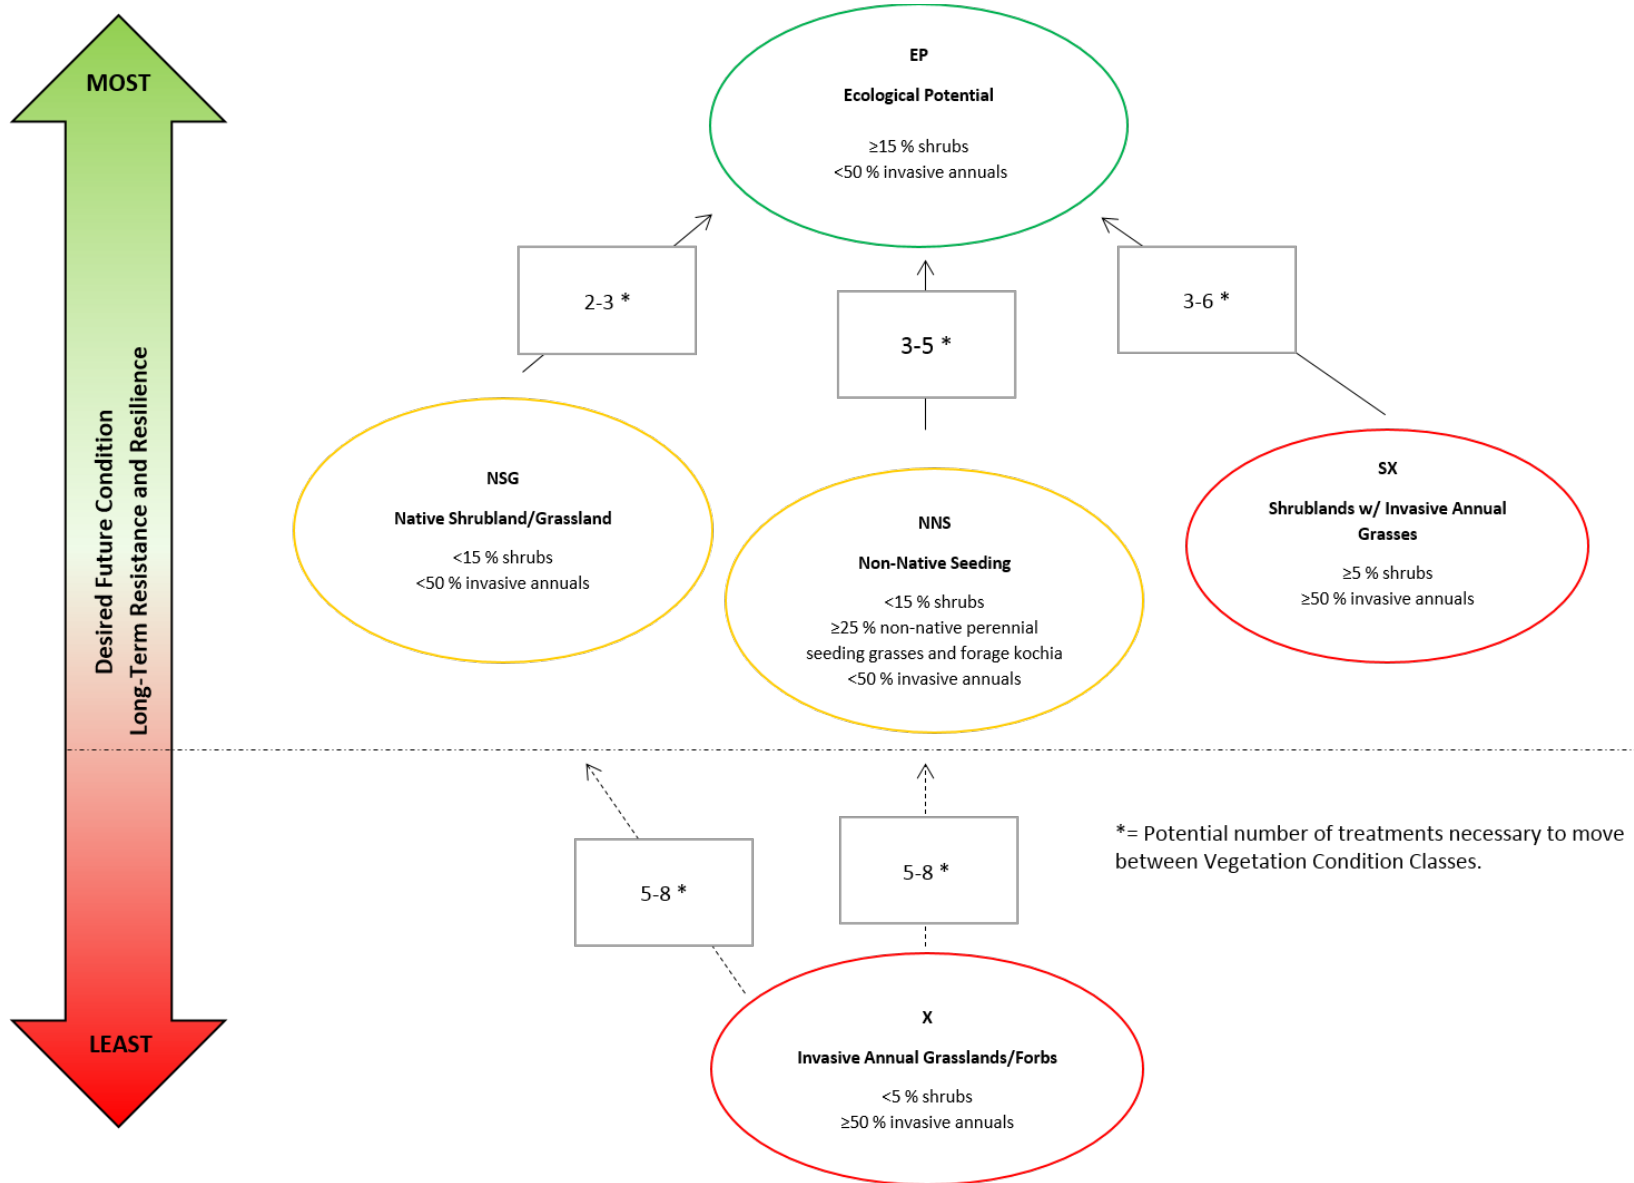 MOST
Desired Future Condition
Long-Term Resistance and Resilience
LEAST
EP
Ecological Potential
≥15 % shrubs
<50 % invasive annuals
2-3 *
3-5 *
3-6 *
NSG
Native Shrubland/Grassland
<15 % shrubs
<50 % invasive annuals
NNS
Non-Native Seeding
<15 % shrubs
≥25 % non-native perennial
seeding grasses and forage kochia
<50 % invasive annuals
SX
Shrublands w/ Invasive Annual
Grasses
≥5 % shrubs
≥50 % invasive annuals
5-8 *
5-8 *
*= Potential number of treatments necessary to move
between Vegetation Condition Classes.
X
Invasive Annual Grasslands/Forbs
<5 % shrubs
≥50 % invasive annuals